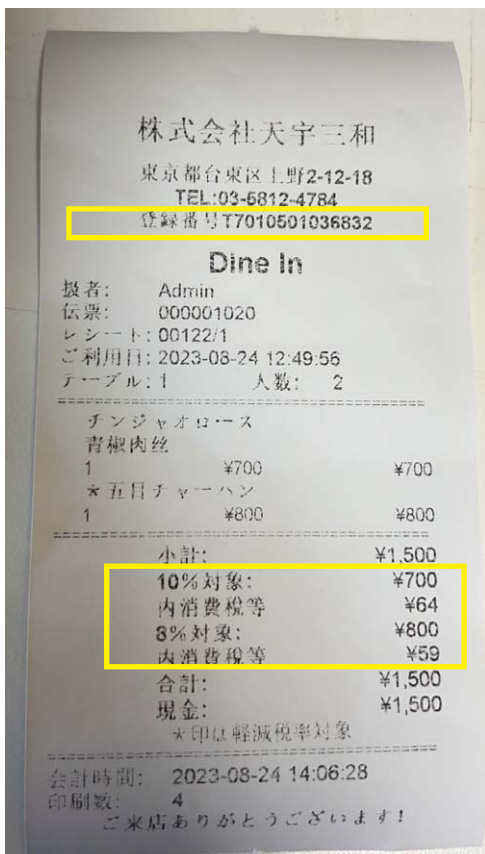 株式会社天宇三和
東京都台東区上野2-12-18
TEL:03-5812-4784
登録番号T7010501036832
Dine In
扱者: Admin
伝票: 000001020
レシート: 00122/1
ご利用日: 2023-08-24 12:49:56
テーブル: 1 人数: 2
チンジャオロース
青椒肉丝
1 ¥700 ¥700
*五目チャーハン
1 ¥800 ¥800
小計: ¥1,500
10%対象: ¥700
内消費税等 ¥64
8%対象: ¥800
内消費税等 ¥59
合計: ¥1,500
現金: ¥1,500
*印は軽減税率対象
会計時間: 2023-08-24 14:06:28
印刷数: 4
ご来店ありがとうございます!